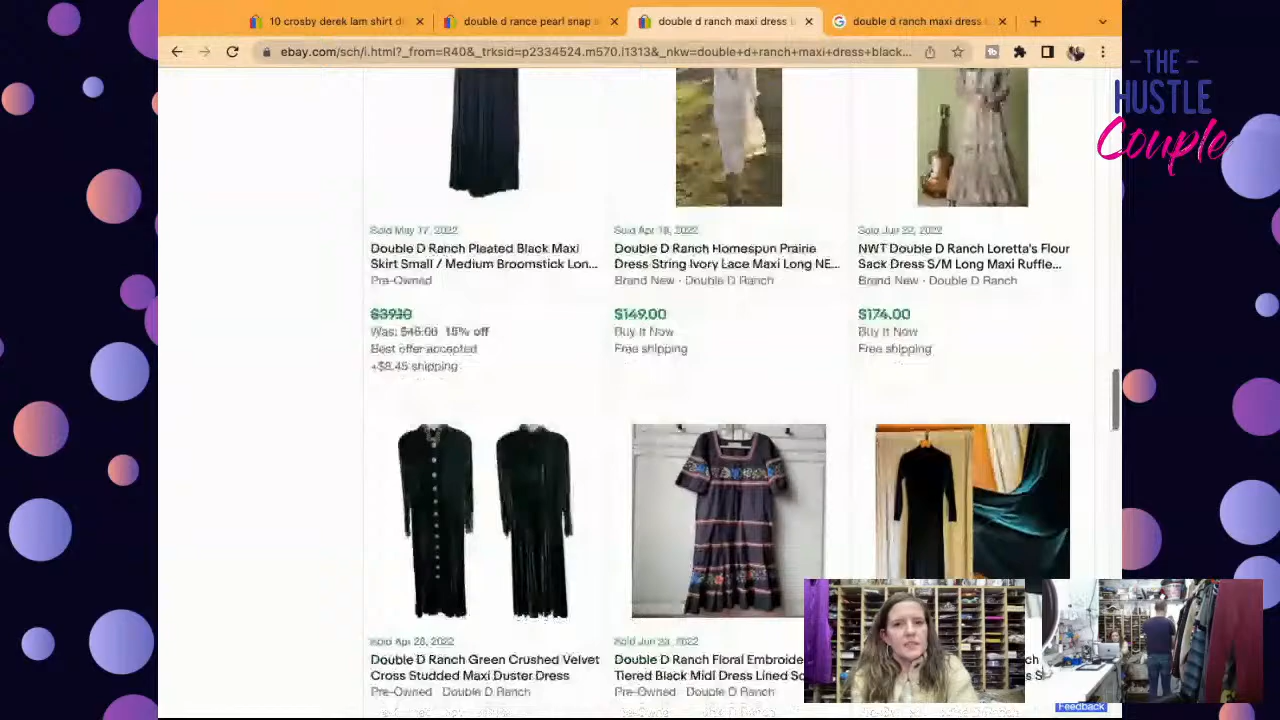 10 crosby derek lam shirt d
double d rance pearl snap s
double d ranch maxi dress b
double d ranch maxi dress
ebay.com/sch/i.html?_from=R40&_trksid=p2334524.m570.l1313&_nkw=double+d+ranch+maxi+dress+black...
-THE-
HUSTLE
Couple
Sold May 17, 2022
Double D Ranch Pleated Black Maxi
Skirt Small / Medium Broomstick Lon...
Pre-Owned
$39.10
Was: $46.00 15% off
Best offer accepted
+$8.45 shipping
Double D Ranch Homespun Prairie
Dress String Ivory Lace Maxi Long NE...
Brand New · Double D Ranch
$149.00
Buy It Now
Free shipping
Sold Jun 22, 2022
NWT Double D Ranch Loretta's Flour
Sack Dress S/M Long Maxi Ruffle...
Brand New · Double D Ranch
$174.00
Buy It Now
Free shipping
Sold Apr 28, 2022
Double D Ranch Green Crushed Velvet
Cross Studded Maxi Duster Dress
Pre-Owned Double D Ranch
Double D Ranch Floral Embroide
Tiered Black Midi Dress Lined
Pre-Owned Double D Ranch
Feedback